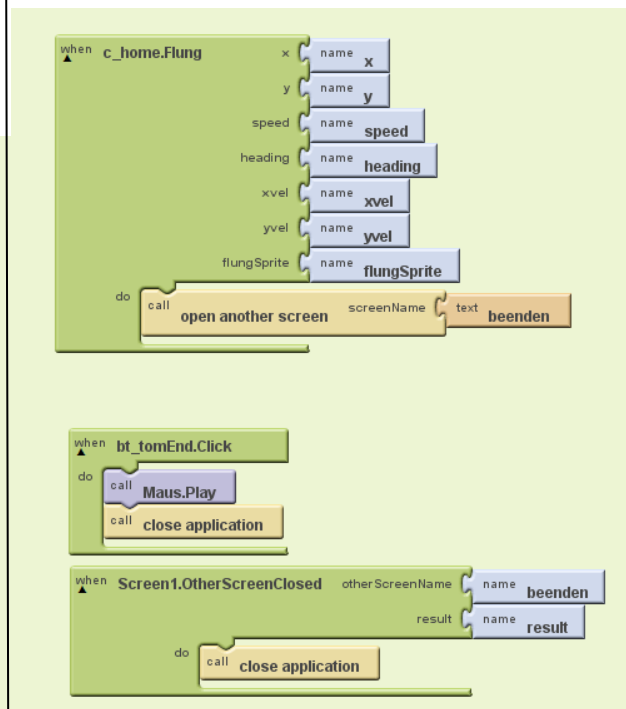 when c_home.Flung x name x
y name y
speed name speed
heading name heading
xvel name xvel
yvel name yvel
flungSprite name flungSprite
do call open another screen screenName text beenden
when bt_tomEnd.Click
do call Maus.Play
call close application
when Screen1.OtherScreenClosed otherScreenName name beenden
result name result
do call close application